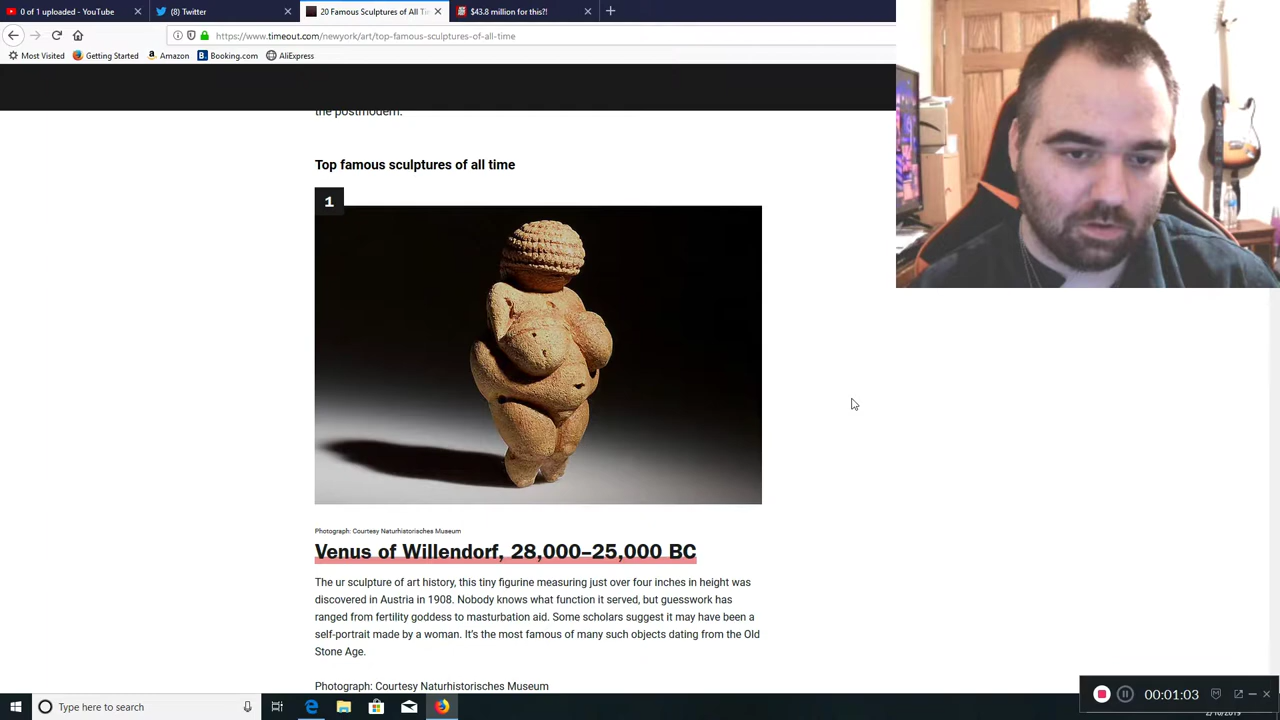 0 of 1 uploaded - YouTube
(8) Twitter
20 Famous Sculptures of All Ti
$43.8 million for this?!
https://www.timeout.com/newyork/art/top-famous-sculptures-of-all-time
Most Visited
Getting Started
Amazon
B.
Booking.com
AliExpress
the postmodern.
Top famous sculptures of all time
1
Photograph: Courtesy Naturhistorisches Museum
Venus of Willendorf, 28,000–25,000 BC
The ur sculpture of art history, this tiny figurine measuring just over four inches in height was
discovered in Austria in 1908. Nobody knows what function it served, but guesswork has
ranged from fertility goddess to masturbation aid. Some scholars suggest it may have been a
self-portrait made by a woman. It’s the most famous of many such objects dating from the Old
Stone Age.
Photograph: Courtesy Naturhistorisches Museum
Type here to search
00:01:03